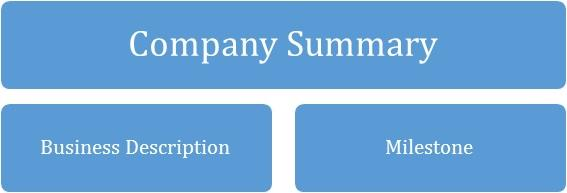 Company Summary
Business Description
Milestone